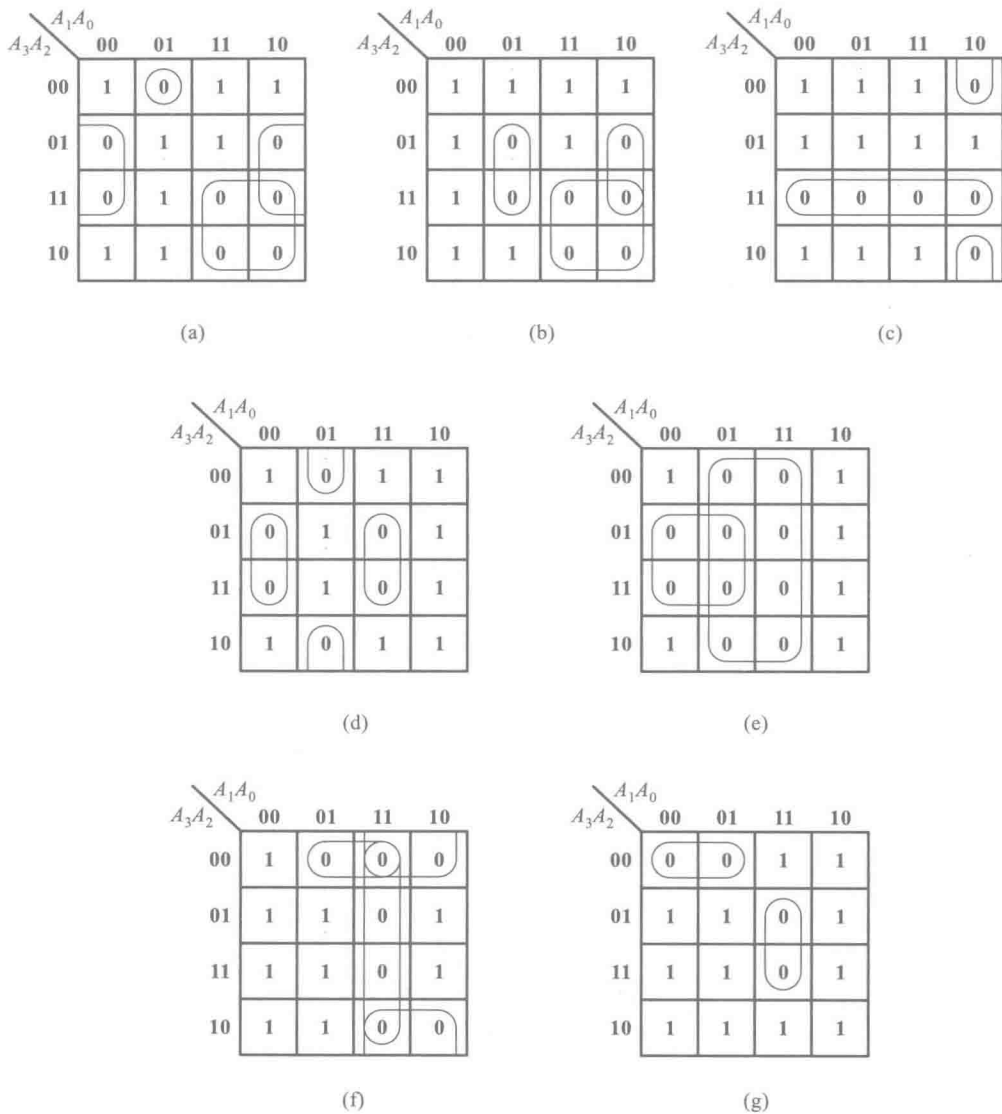 A₁A₀ A₁A₀ A₁A₀
A₃A₂ 00 01 11 10 A₃A₂ 00 01 11 10 A₃A₂ 00 01 11 10
00 1 0 1 1 00 1 1 1 1 00 1 1 1 0
01 0 1 1 0 01 1 0 1 0 01 1 1 1 1
11 0 1 0 0 11 1 0 0 0 11 0 0 0 0
10 1 1 0 0 10 1 1 0 0 10 1 1 1 0
(a) (b) (c)
A₁A₀ A₁A₀
A₃A₂ 00 01 11 10 A₃A₂ 00 01 11 10
00 1 0 1 1 00 1 0 0 1
01 0 1 0 1 01 0 0 0 1
11 0 1 0 1 11 0 0 0 1
10 1 0 1 1 10 1 0 0 1
(d) (e)
A₁A₀ A₁A₀
A₃A₂ 00 01 11 10 A₃A₂ 00 01 11 10
00 1 0 0 0 00 0 0 1 1
01 1 1 0 1 01 1 1 0 1
11 1 1 0 1 11 1 1 0 1
10 1 1 0 0 10 1 1 1 1
(f) (g)